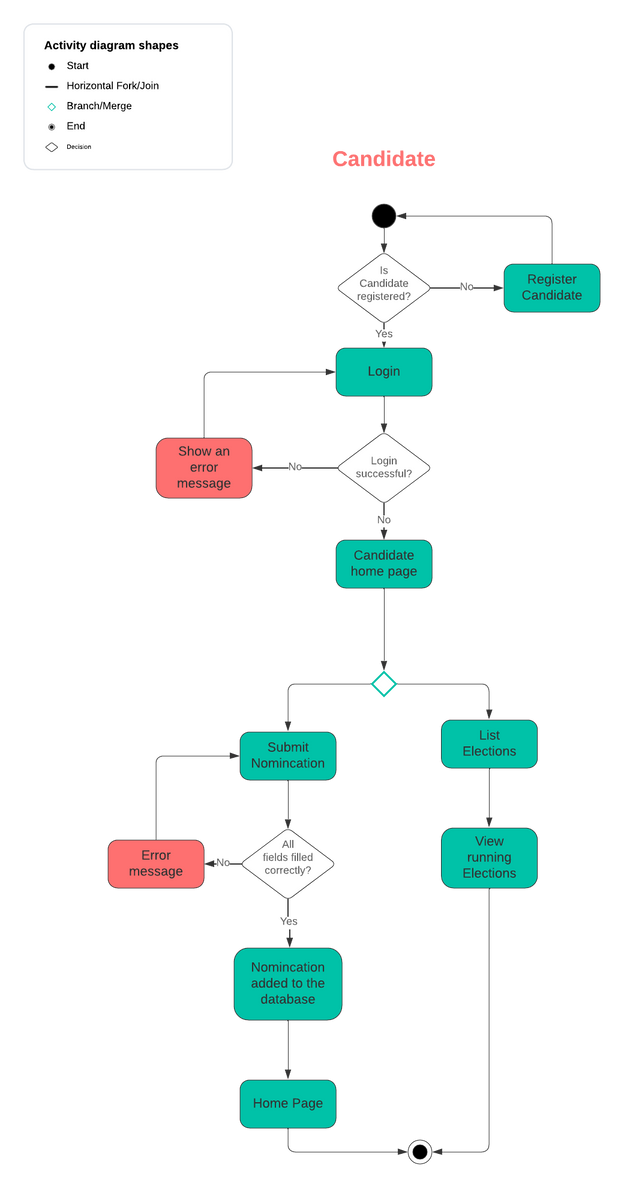 Activity diagram shapes
Start
Horizontal Fork/Join
Branch/Merge
End
Decision
Candidate
Is
Candidate
registered?
No
Register
Candidate
Yes
Login
Show an
error
message
No
Login
successful?
No
Candidate
home page
Submit
Nomincation
List
Elections
All
fields filled
correctly?
No
Error
message
View
running
Elections
Yes
Nomincation
added to the
database
Home Page